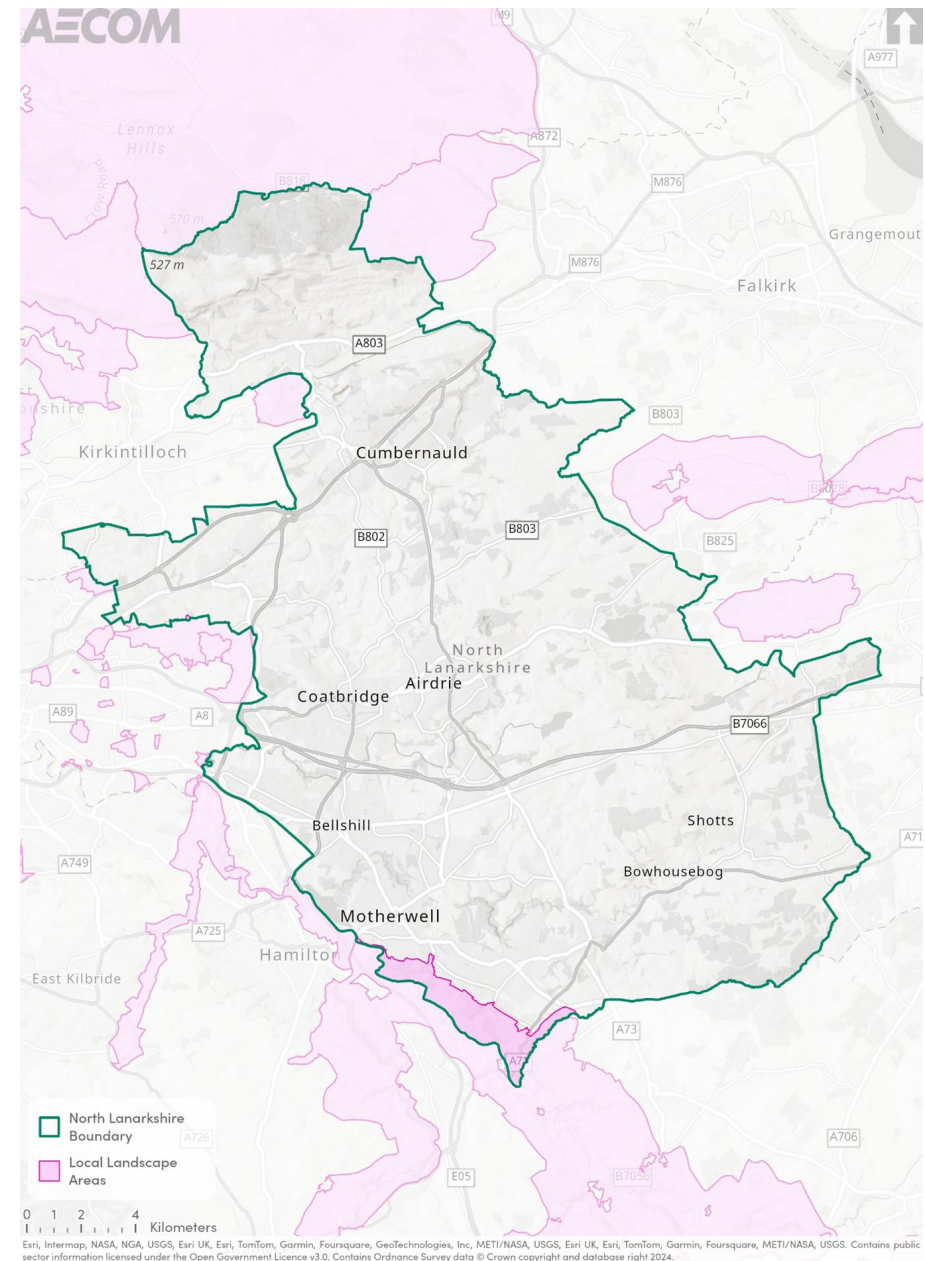 AECOM
M9
A977
A872
Lennox
Hills
B818
M876
Crow Road
570 m
Grangemout
527 m
M876
Falkirk
A803
B803
Kirkintilloch
Cumbernauld
B802
B803
B825
North
Lanarkshire
Airdrie
Coatbridge
A89
A8
B7066
Bellshill
Shotts
A749
Bowhousebog
Motherwell
A725
Hamilton
East Kilbride
A73
North Lanarkshire
Boundary
A726
A706
Local Landscape
Areas
E05
B7056
0 1 2 4 Kilometers
Esri, Intermap, NASA, NGA, USGS, Esri UK, Esri, TomTom, Garmin, Foursquare, GeoTechnologies, Inc, METI/NASA, USGS, Esri UK, Esri, TomTom, Garmin, Foursquare, METI/NASA, USGS. Contains public
sector information licensed under the Open Government Licence v3.0. Contains Ordnance Survey data © Crown copyright and database right 2024.